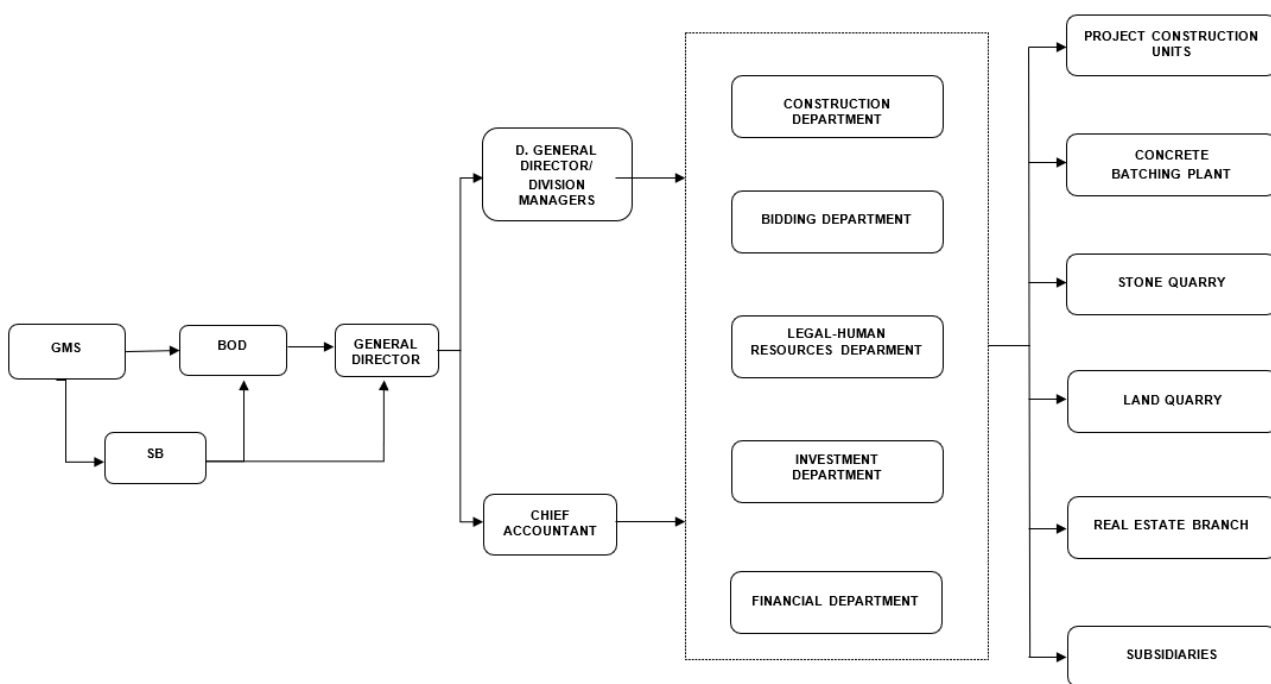 GMS
BOD
SB
GENERAL
DIRECTOR
D. GENERAL
DIRECTOR/
DIVISION
MANAGERS
CHIEF
ACCOUNTANT
CONSTRUCTION
DEPARTMENT
BIDDING DEPARTMENT
LEGAL-HUMAN
RESOURCES DEPARMENT
INVESTMENT
DEPARTMENT
FINANCIAL DEPARTMENT
PROJECT CONSTRUCTION
UNITS
CONCRETE
BATCHING PLANT
STONE QUARRY
LAND QUARRY
REAL ESTATE BRANCH
SUBSIDIARIES